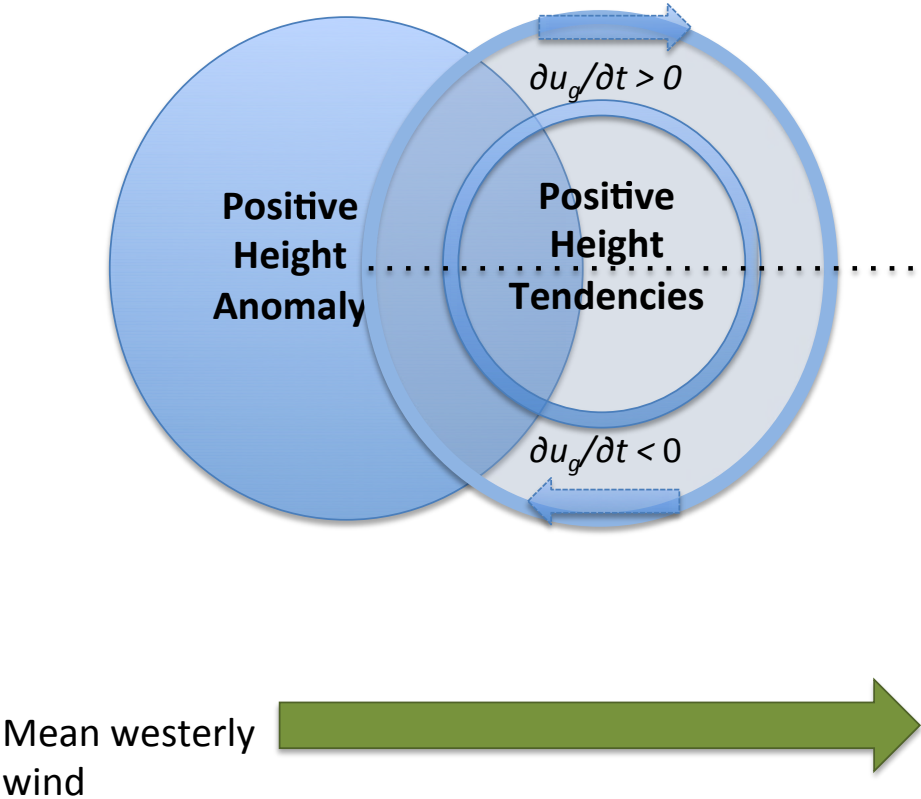 ∂u_g/∂t > 0
Positive
Height
Anomaly
Positive
Height
Tendencies
∂u_g/∂t < 0
Mean westerly
wind